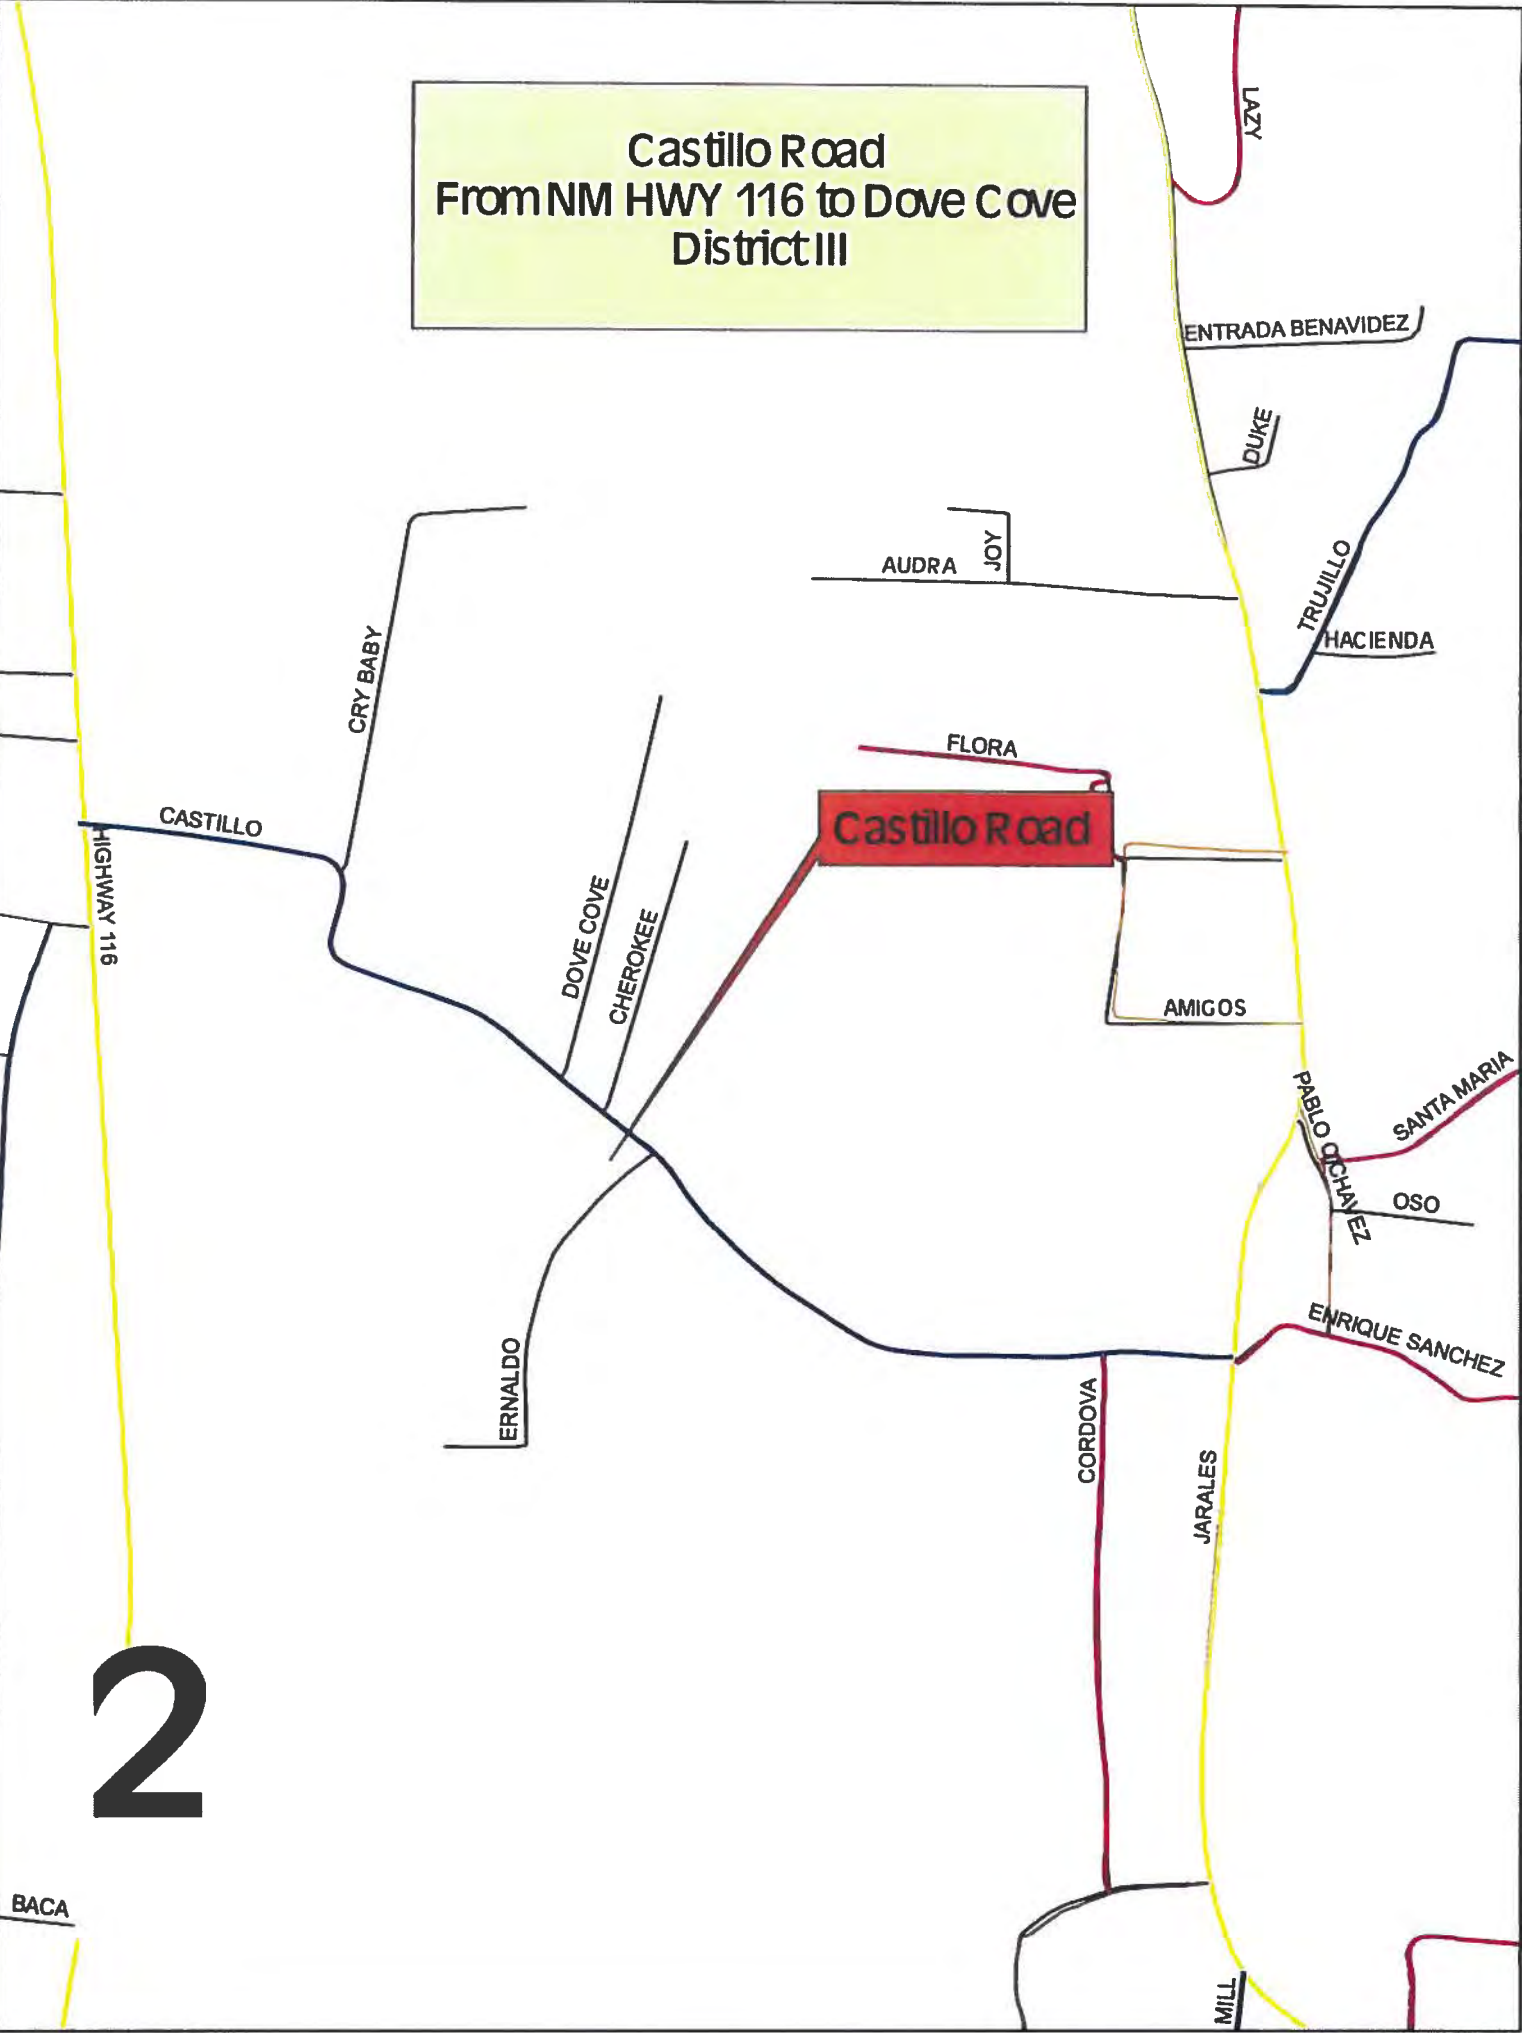 Castillo Road
From NM HWY 116 to Dove Cove
District III
LAZY
ENTRADA BENAVIDEZ
DUKE
JOY
AUDRA
TRUJILLO
HACIENDA
CRY BABY
FLORA
CASTILLO
Castillo Road
HIGHWAY 116
DOVE COVE
CHEROKEE
AMIGOS
SANTA MARIA
OSO
ENRIQUE SANCHEZ
ERNALDO
CORDOVA
JARALES
2
BACA
MILL